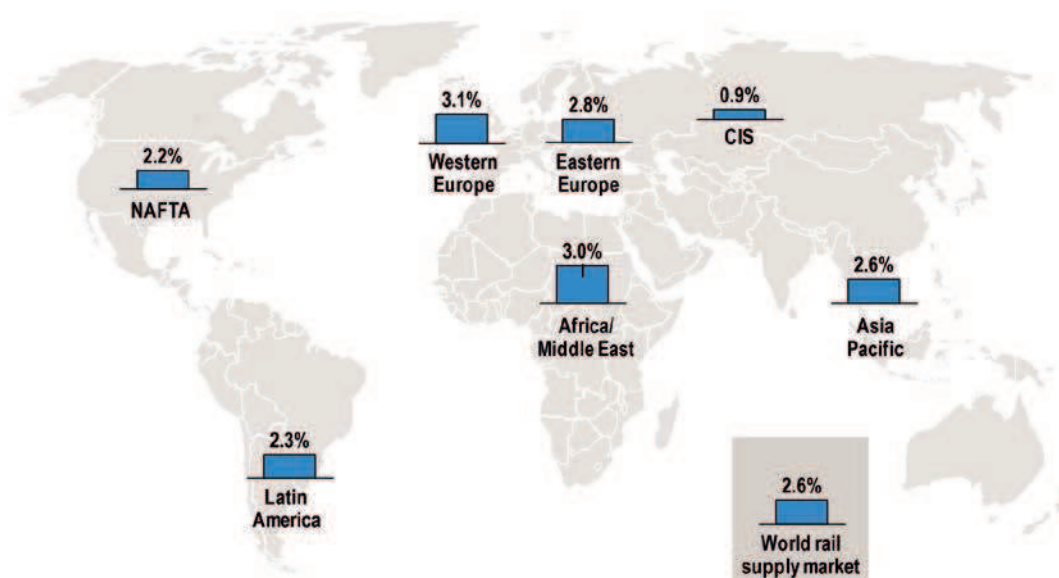 3.1%
Western
Europe
2.8%
Eastern
Europe
0.9%
CIS
2.2%
NAFTA
3.0%
Africa/
Middle East
2.6%
Asia
Pacific
2.3%
Latin
America
2.6%
World rail
supply market